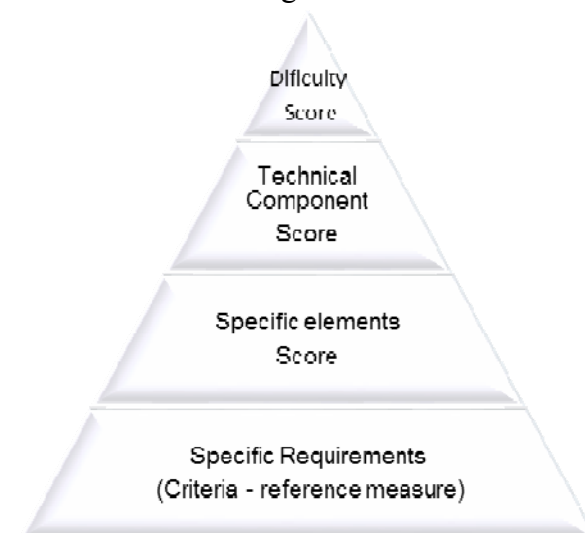 Dificulty
Score
Technical
Component
Score
Specific elements
Score
Specific Requirements
(Criteria - reference measure)